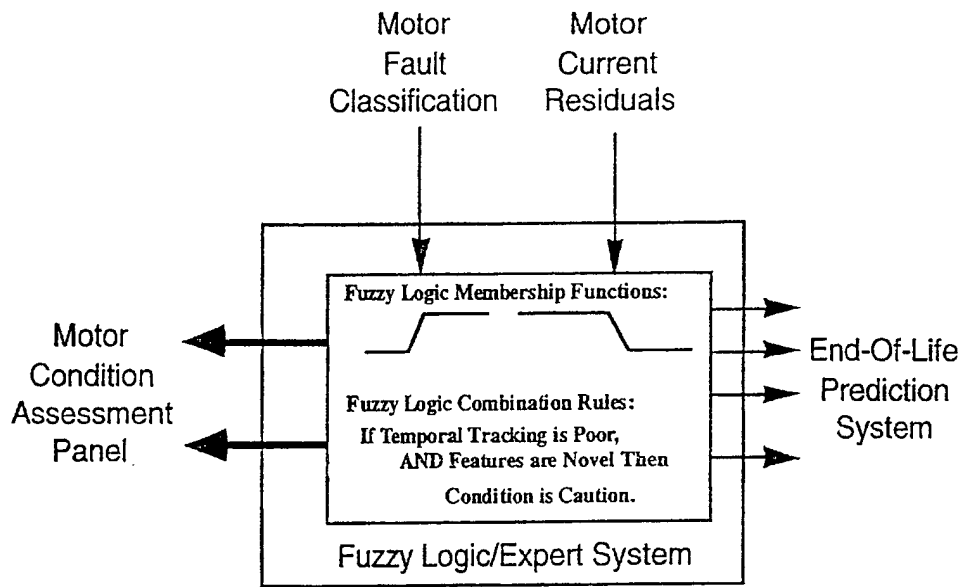 Motor
Fault
Classification
Motor
Current
Residuals
Fuzzy Logic Membership Functions:
Motor
Condition
Assessment
Panel
End-Of-Life
Prediction
System
Fuzzy Logic Combination Rules:
If Temporal Tracking is Poor,
AND Features are Novel Then
Condition is Caution.
Fuzzy Logic/Expert System